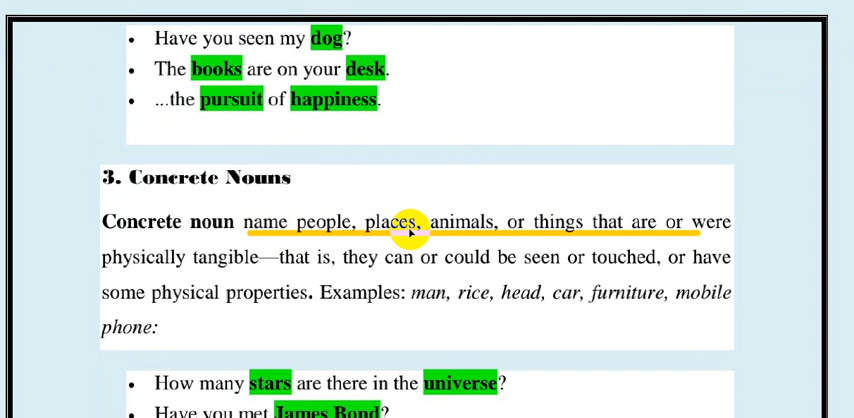 • Have you seen my dog?
• The books are on your desk.
• ...the pursuit of happiness.
3. Concrete Nouns
Concrete noun name people, places, animals, or things that are or were
physically tangible—that is, they can or could be seen or touched, or have
some physical properties. Examples: man, rice, head, car, furniture, mobile
phone:
• How many stars are there in the universe?
• Have you met James Bond?